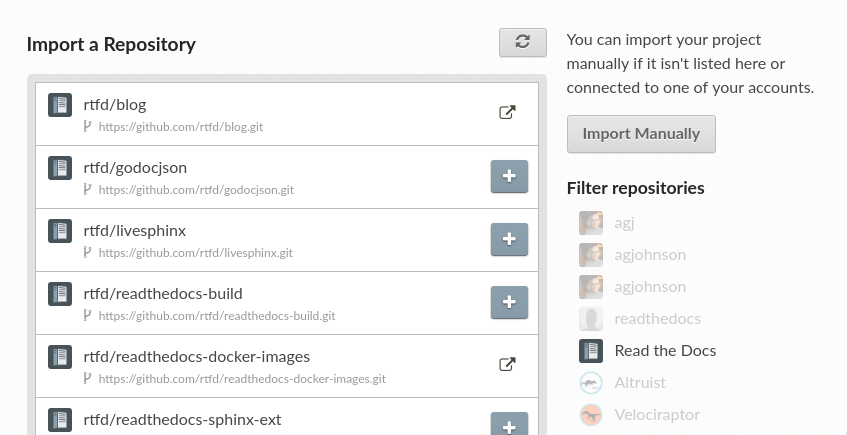 Import a Repository
rtfd/blog
https://github.com/rtfd/blog.git
rtfd/godocjson
https://github.com/rtfd/godocjson.git
rtfd/livesphinx
https://github.com/rtfd/livesphinx.git
rtfd/readthedocs-build
https://github.com/rtfd/readthedocs-build.git
rtfd/readthedocs-docker-images
https://github.com/rtfd/readthedocs-docker-images.git
rtfd/readthedocs-sphinx-ext
You can import your project
manually if it isn't listed here or
connected to one of your accounts.
Import Manually
Filter repositories
agj
agjohnson
agjohnson
readthedocs
Read the Docs
Altruist
Velociraptor